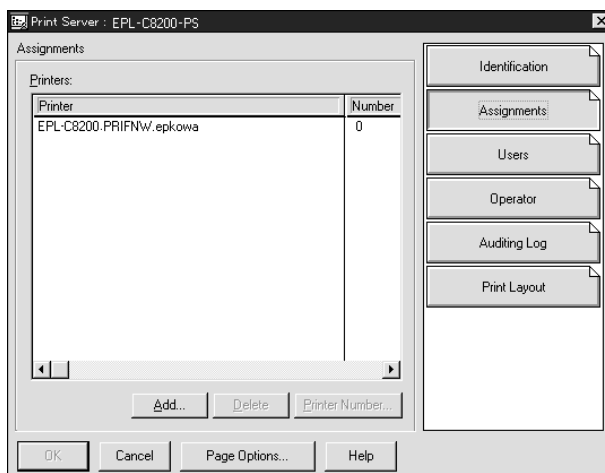 Print Server : EPL-C8200-PS
Assignments
Printers:
Printer Number
EPL-C8200.PRIFNW.epkowa 0
Add... Delete Printer Number...
OK Cancel Page Options... Help
Identification
Assignments
Users
Operator
Auditing Log
Print Layout